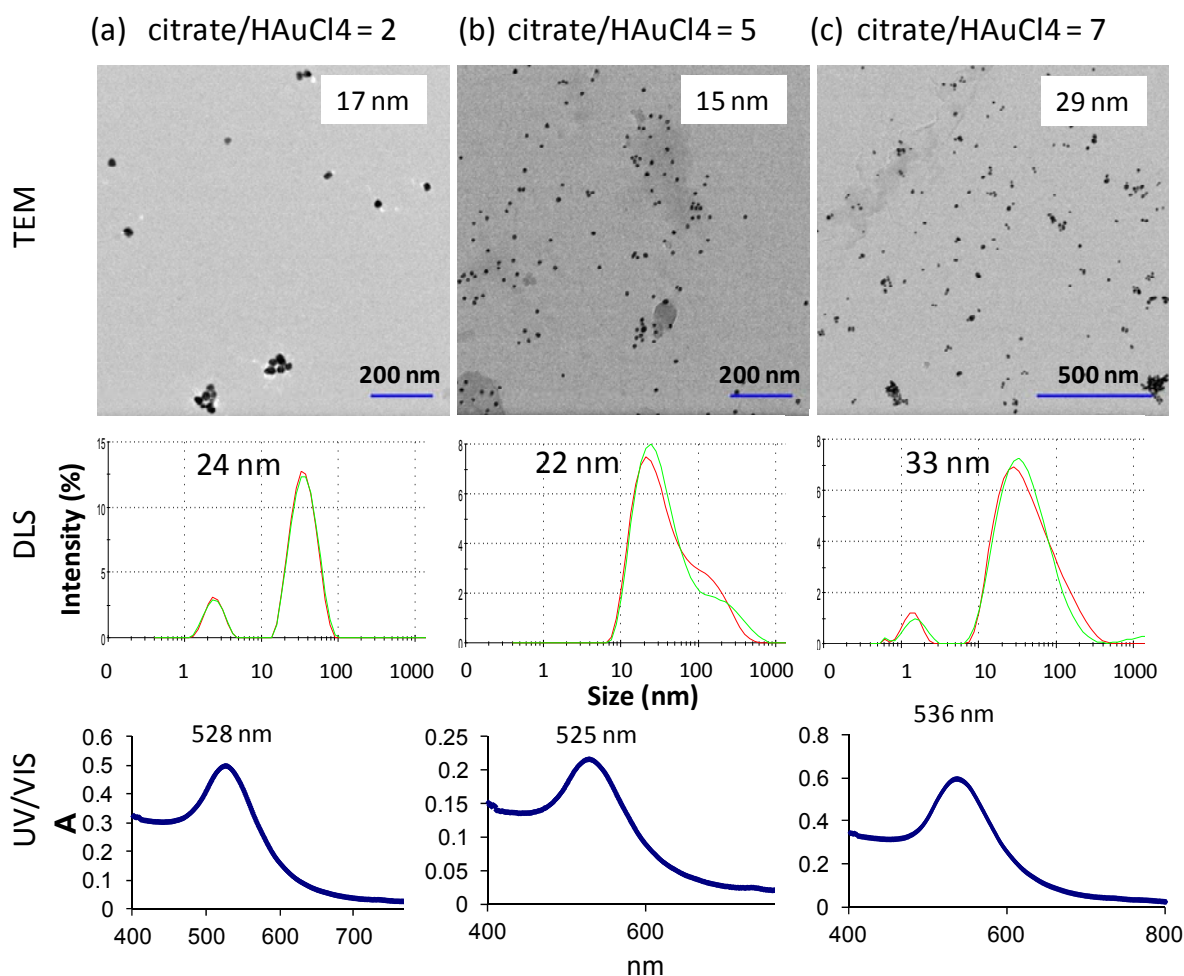 (a) citrate/HAuCl4 = 2
(b) citrate/HAuCl4 = 5
(c) citrate/HAuCl4 = 7
TEM
17 nm
15 nm
29 nm
200 nm
200 nm
500 nm
DLS
Intensity (%)
24 nm
15
10
5
0
0 1 10 100 1000
22 nm
8
6
4
2
0
0 1 10 100 1000
Size (nm)
33 nm
6
4
2
0
0 1 10 100 1000
UV/VIS
A
528 nm
0.6
0.5
0.4
0.3
0.2
0.1
0
400 500 600 700
525 nm
0.25
0.2
0.15
0.1
0.05
0
400 600
nm
536 nm
0.8
0.6
0.4
0.2
0
400 600 800